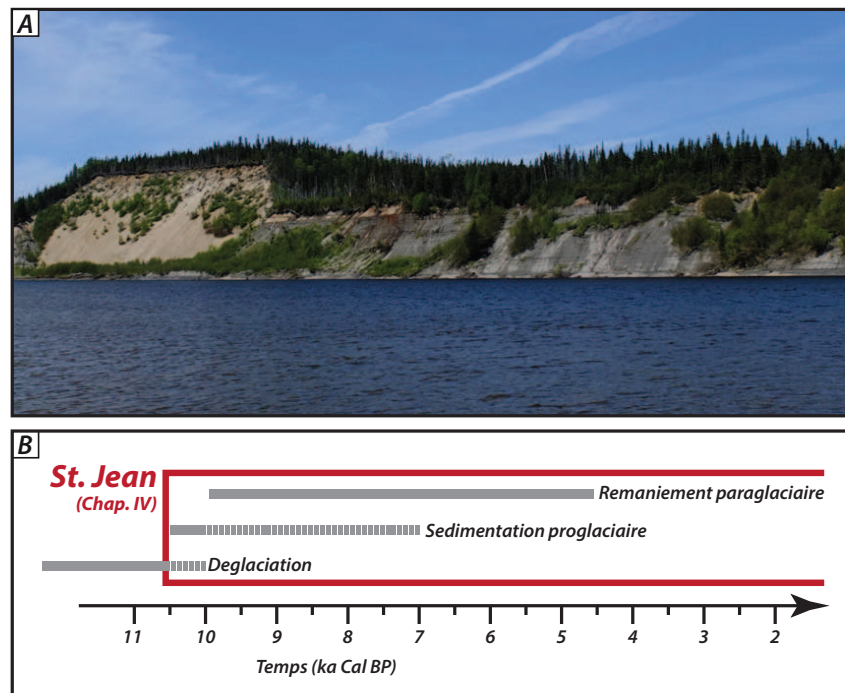 A
B
St. Jean
(Chap. IV)
Remaniement paraglaciaire
Sedimentation proglaciaire
Deglaciation
11 10 9 8 7 6 5 4 3 2
Temps (ka Cal BP)